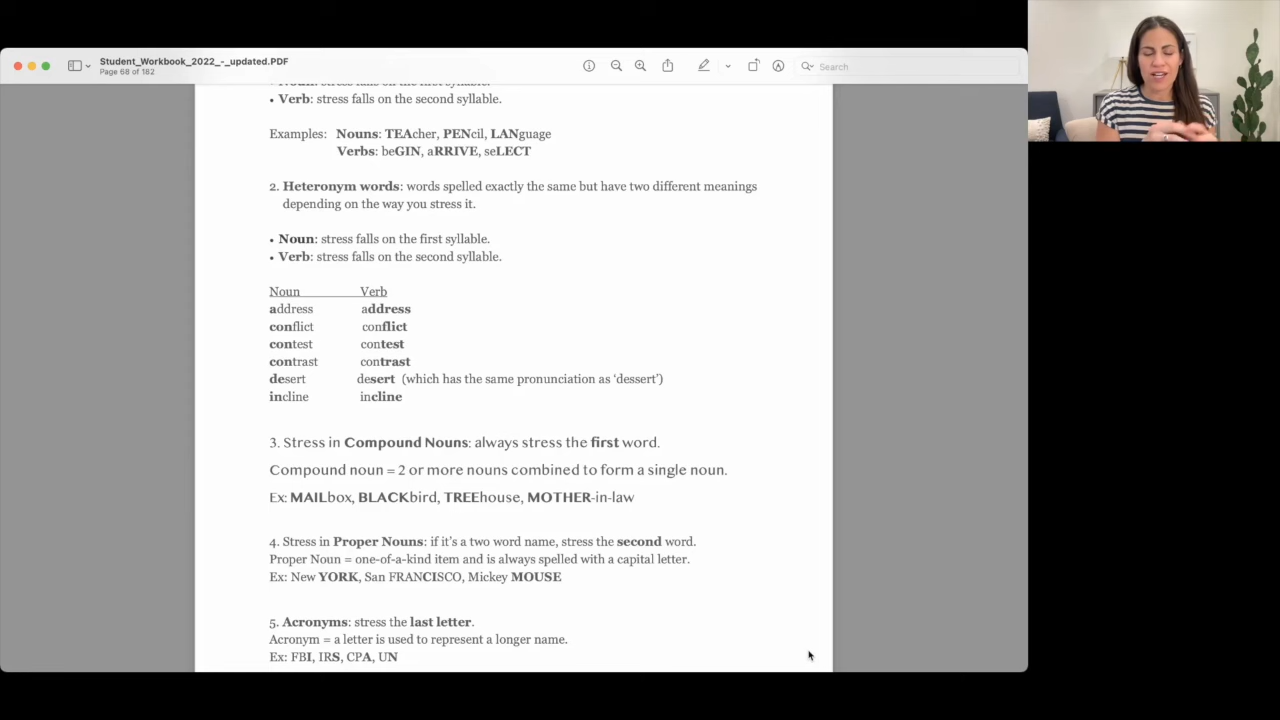 Student_Workbook_2022_-_updated.PDF
Page 68 of 182
Search
• Noun: stress falls on the first syllable.
• Verb: stress falls on the second syllable.
Examples: Nouns: TEAcher, PENcil, LANguage
Verbs: beGIN, aRRIVE, seLECT
2. Heteronym words: words spelled exactly the same but have two different meanings
depending on the way you stress it.
• Noun: stress falls on the first syllable.
• Verb: stress falls on the second syllable.
Noun Verb
address address
conflict conflict
contest contest
contrast contrast
desert desert (which has the same pronunciation as ‘dessert’)
incline incline
3. Stress in Compound Nouns: always stress the first word.
Compound noun = 2 or more nouns combined to form a single noun.
Ex: MAILbox, BLACKbird, TREEhouse, MOTHER-in-law
4. Stress in Proper Nouns: if it’s a two word name, stress the second word.
Proper Noun = one-of-a-kind item and is always spelled with a capital letter.
Ex: New YORK, San FRANCISCO, Mickey MOUSE
5. Acronyms: stress the last letter.
Acronym = a letter is used to represent a longer name.
Ex: FBI, IRS, CPA, UN